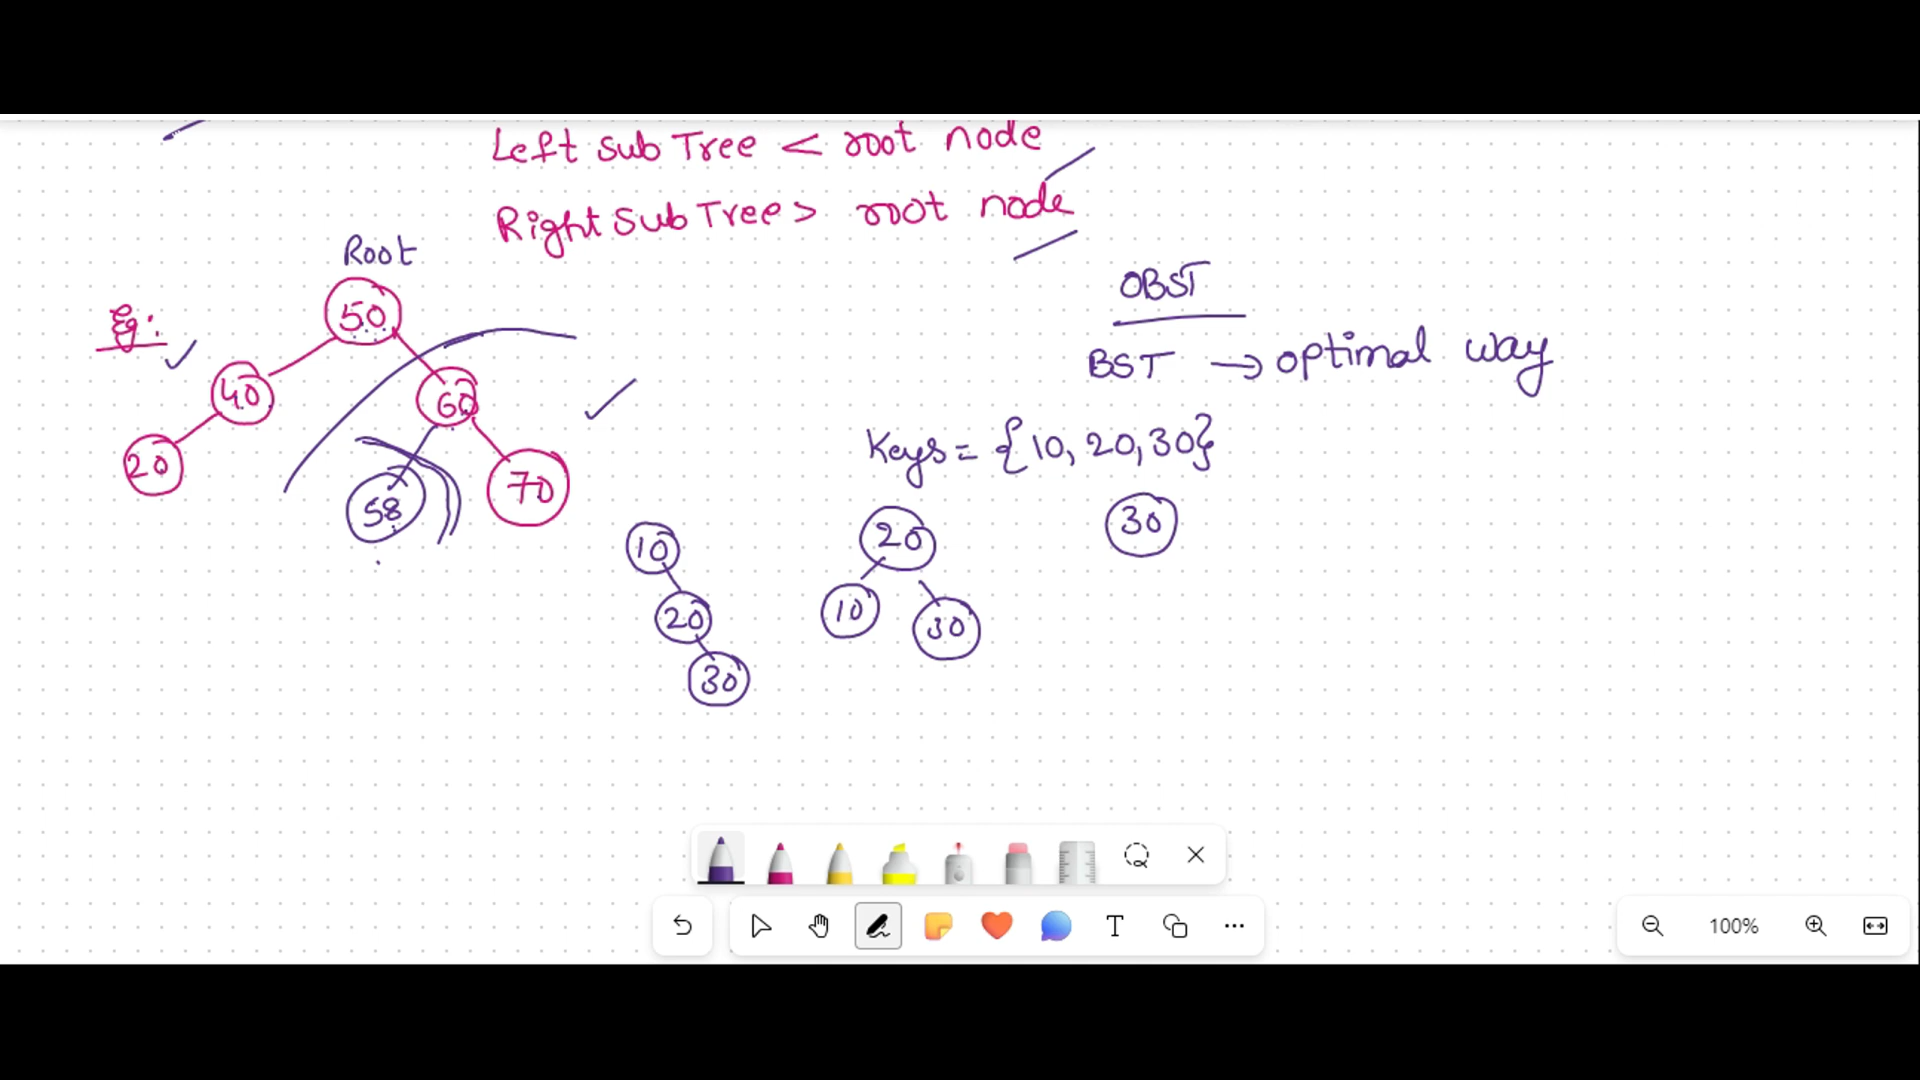 Left sub Tree < root node
Right Sub Tree > root node
Root
Eg:
50
40
60
20
58
70
OBST
BST → optimal way
Keys = {10, 20, 30}
10
20
30
20
10
30
30
T
100%